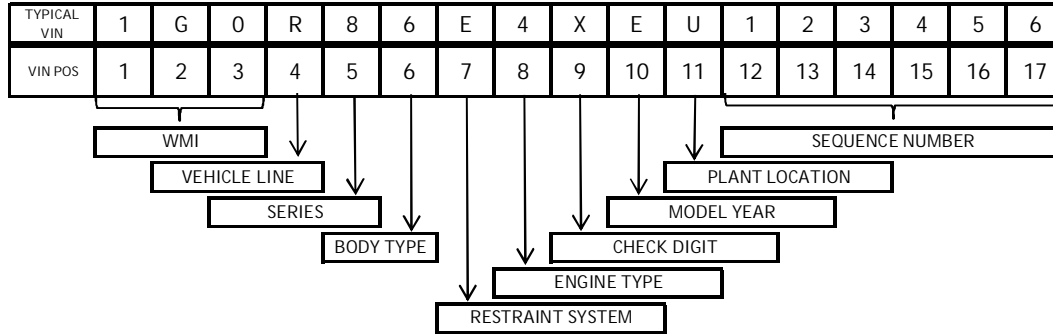 TYPICAL VIN 1 G 0 R 8 6 E 4 X E U 1 2 3 4 5 6
VIN POS 1 2 3 4 5 6 7 8 9 10 11 12 13 14 15 16 17
WMI SEQUENCE NUMBER
VEHICLE LINE PLANT LOCATION
SERIES MODEL YEAR
BODY TYPE CHECK DIGIT
ENGINE TYPE
RESTRAINT SYSTEM